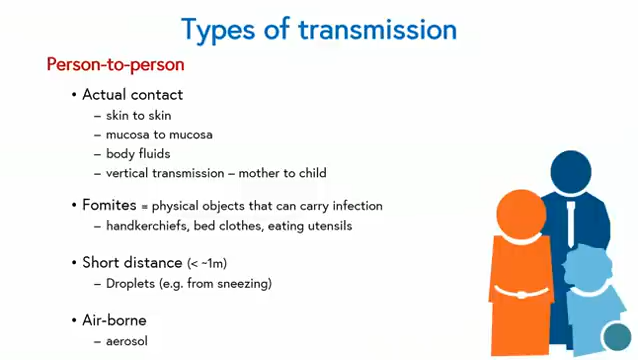 Types of transmission
Person-to-person
• Actual contact
– skin to skin
– mucosa to mucosa
– body fluids
– vertical transmission – mother to child
• Fomites = physical objects that can carry infection
– handkerchiefs, bed clothes, eating utensils
• Short distance (< ~1m)
– Droplets (e.g. from sneezing)
• Air-borne
– aerosol